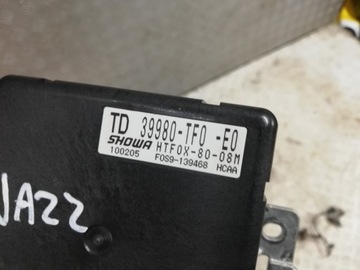 TD 39980-TF0 -E0
SHOWA HTF0X-80-08M
100205 F0S9-139468 HCAA
JAZZ